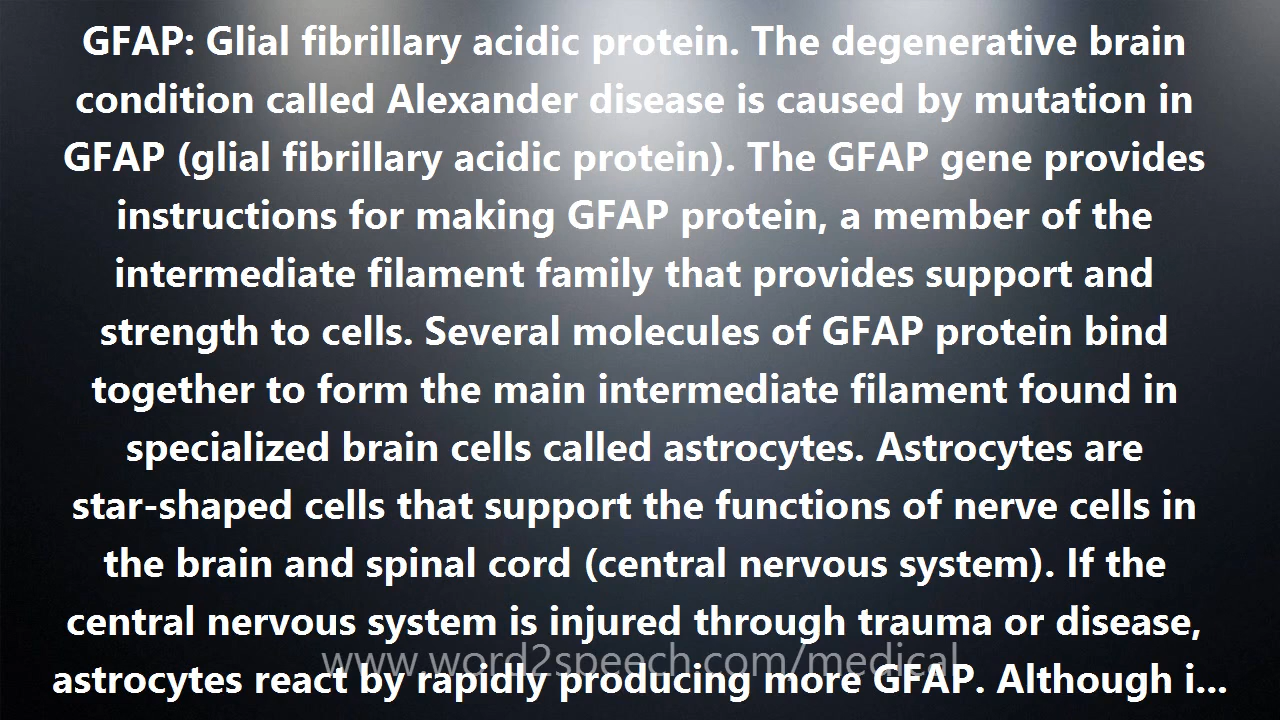 GFAP: Glial fibrillary acidic protein. The degenerative brain
condition called Alexander disease is caused by mutation in
GFAP (glial fibrillary acidic protein). The GFAP gene provides
instructions for making GFAP protein, a member of the
intermediate filament family that provides support and
strength to cells. Several molecules of GFAP protein bind
together to form the main intermediate filament found in
specialized brain cells called astrocytes. Astrocytes are
star-shaped cells that support the functions of nerve cells in
the brain and spinal cord (central nervous system). If the
central nervous system is injured through trauma or disease,
www.word2speech.com/medical
astrocytes react by rapidly producing more GFAP. Although i...